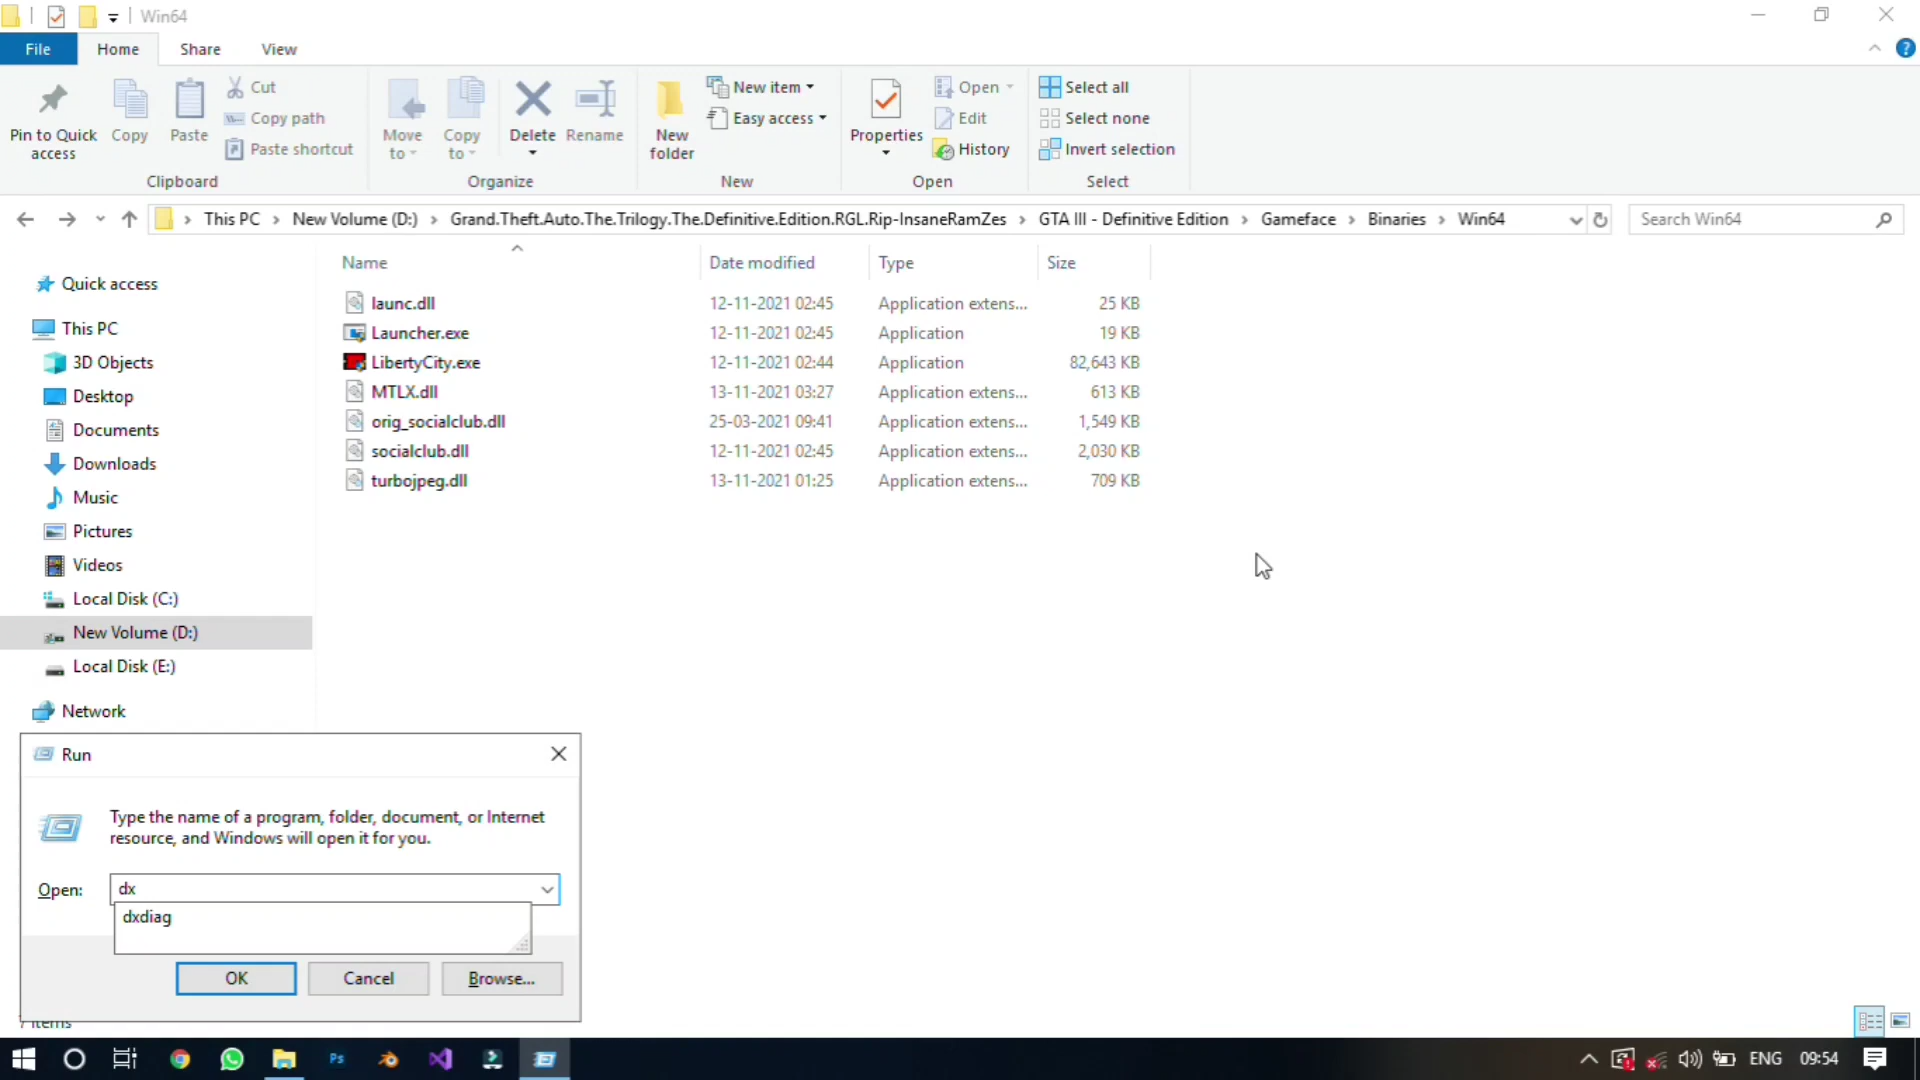 Win64
File
Home
Share
View
Pin to Quick access
Copy
Paste
Cut
Copy path
Paste shortcut
Clipboard
Move to
Copy to
Delete
Rename
Organize
New folder
New item
Easy access
New
Properties
Open
Edit
History
Open
Select all
Select none
Invert selection
Select
This PC
New Volume (D:)
Grand.Theft.Auto.The.Trilogy.The.Definitive.Edition.RGL.Rip-InsaneRamZes
GTA III - Definitive Edition
Gameface
Binaries
Win64
Search Win64
Name Date modified Type Size
launc.dll 12-11-2021 02:45 Application extens... 25 KB
Launcher.exe 12-11-2021 02:45 Application 19 KB
LibertyCity.exe 12-11-2021 02:44 Application 82,643 KB
MTLX.dll 13-11-2021 03:27 Application extens... 613 KB
orig_socialclub.dll 25-03-2021 09:41 Application extens... 1,549 KB
socialclub.dll 12-11-2021 02:45 Application extens... 2,030 KB
turbojpeg.dll 13-11-2021 01:25 Application extens... 709 KB
Quick access
This PC
3D Objects
Desktop
Documents
Downloads
Music
Pictures
Videos
Local Disk (C:)
New Volume (D:)
Local Disk (E:)
Network
Run
Type the name of a program, folder, document, or Internet
resource, and Windows will open it for you.
Open: dx
dxdiag
OK Cancel Browse...
7 items
Ps
ENG 09:54